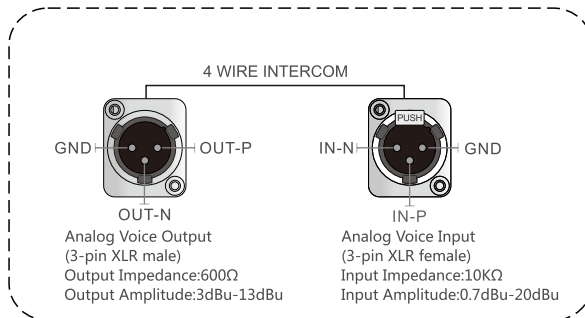 4 WIRE INTERCOM
PUSH
GND
OUT-P
IN-N
GND
OUT-N
IN-P
Analog Voice Output
(3-pin XLR male)
Output Impedance:600Ω
Output Amplitude:3dBu-13dBu
Analog Voice Input
(3-pin XLR female)
Input Impedance:10KΩ
Input Amplitude:0.7dBu-20dBu